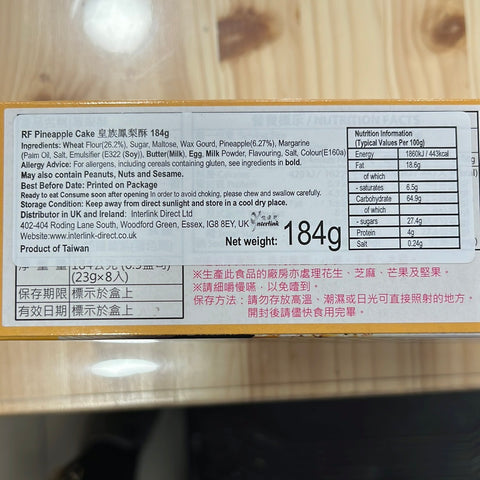 營養標示 / NUTRITION FACTS
RF Pineapple Cake 皇族鳳梨酥 184g
Ingredients: Wheat Flour(26.2%), Sugar, Maltose, Wax Gourd, Pineapple(6.27%), Margarine
(Palm Oil, Salt, Emulsifier (E322 (Soy)), Butter(Milk), Egg, Milk Powder, Flavouring, Salt, Colour(E160a)
Allergy Advice: For allergens, including cereals containing gluten, see ingredients in bold.
May also contain Peanuts, Nuts and Sesame.
Best Before Date: Printed on Package
Ready to eat Consume soon after opening in order to avoid choking, please chew and swallow carefully.
Storage Condition: Keep away from direct sunlight and store in a cool dry place.
Distributor in UK and Ireland: Interlink Direct Ltd
402-404 Roding Lane South, Woodford Green, Essex, IG8 8EY, UK
Website:www.interlink-direct.co.uk
Product of Taiwan
interlink
Net weight: 184g
Nutrition Information
(Typical Values Per 100g)
Energy 1860kJ / 443kcal
Fat 18.6g
of which
- saturates 6.5g
Carbohydrate 64.9g
of which
- sugars 27.4g
Protein 4g
Salt 0.24g
(23g×8入)
保存期限 標示於盒上
有效日期 標示於盒上
※生產此食品的廠房亦處理花生、芝麻、芒果及堅果。
※請細嚼慢嚥，以免噎到。
保存方法：請勿存放高溫、潮濕或日光可直接照射的地方。
開封後請儘快食用完畢。